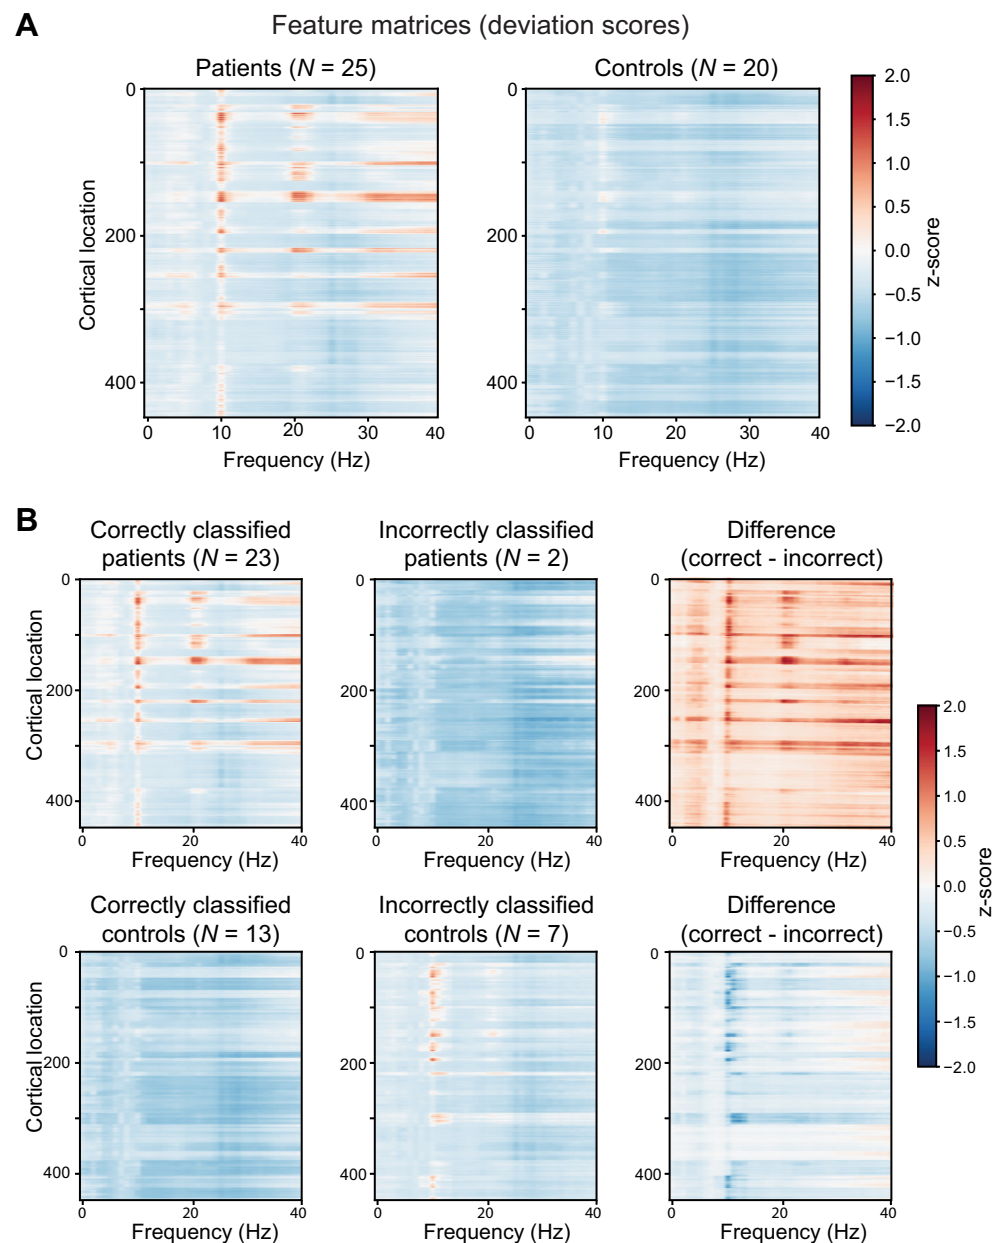 A
Feature matrices (deviation scores)
Patients (N = 25)
Controls (N = 20)
0
200
400
Cortical location
0 10 20 30 40
Frequency (Hz)
0
200
400
0 10 20 30 40
Frequency (Hz)
2.0
1.5
1.0
0.5
0.0
−0.5
−1.0
−1.5
−2.0
z-score
B
Correctly classified
patients (N = 23)
Incorrectly classified
patients (N = 2)
Difference
(correct - incorrect)
0
200
400
Cortical location
0 20 40
Frequency (Hz)
0
200
400
0 20 40
Frequency (Hz)
0
200
400
0 20 40
Frequency (Hz)
Correctly classified
controls (N = 13)
Incorrectly classified
controls (N = 7)
Difference
(correct - incorrect)
0
200
400
Cortical location
0 20 40
Frequency (Hz)
0
200
400
0 20 40
Frequency (Hz)
0
200
400
0 20 40
Frequency (Hz)
2.0
1.5
1.0
0.5
0.0
−0.5
−1.0
−1.5
−2.0
z-score